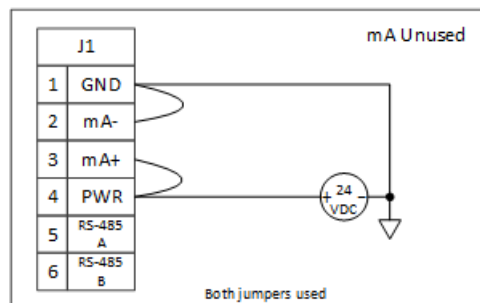 J1
mA Unused
1 GND
2 mA-
3 mA+
4 PWR
5 RS-485
A
6 RS-485
B
+ 24 -
VDC
Both jumpers used